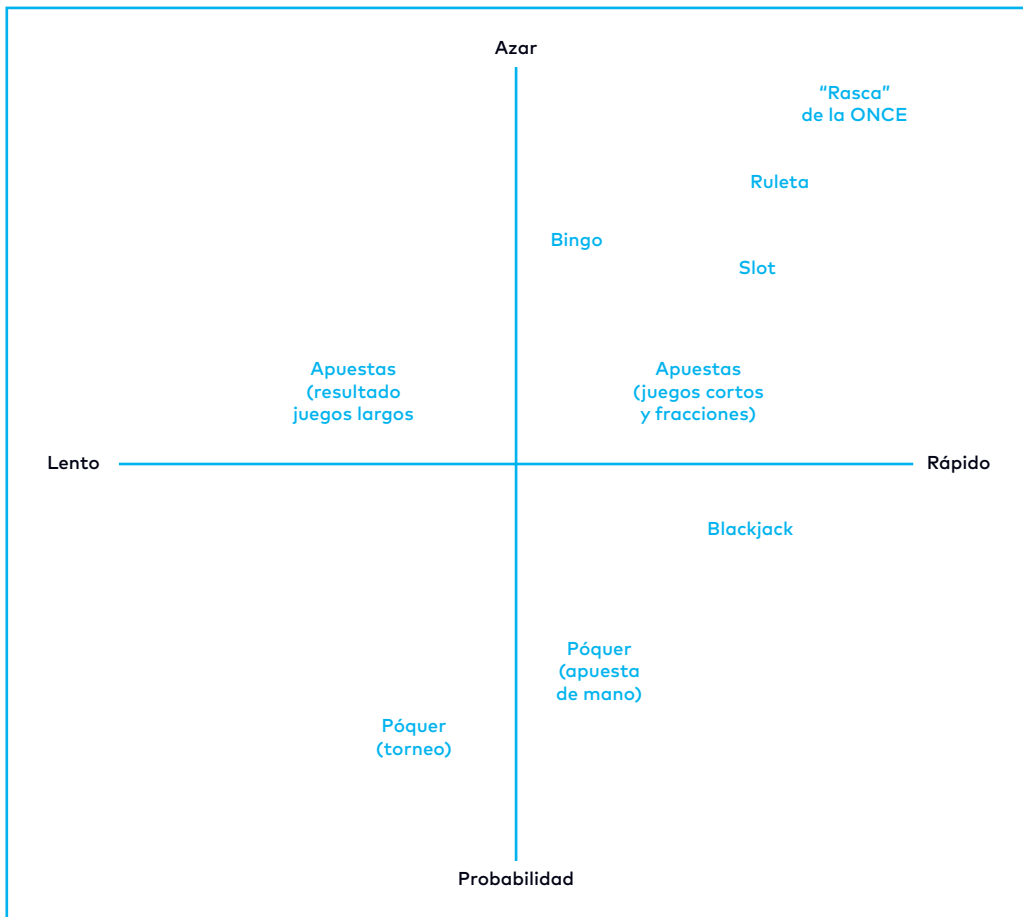 Azar
“Rasca”
de la ONCE
Ruleta
Bingo
Slot
Apuestas
(resultado
juegos largos
Apuestas
(juegos cortos
y fracciones)
Lento
Rápido
Blackjack
Póquer
(apuesta
de mano)
Póquer
(torneo)
Probabilidad